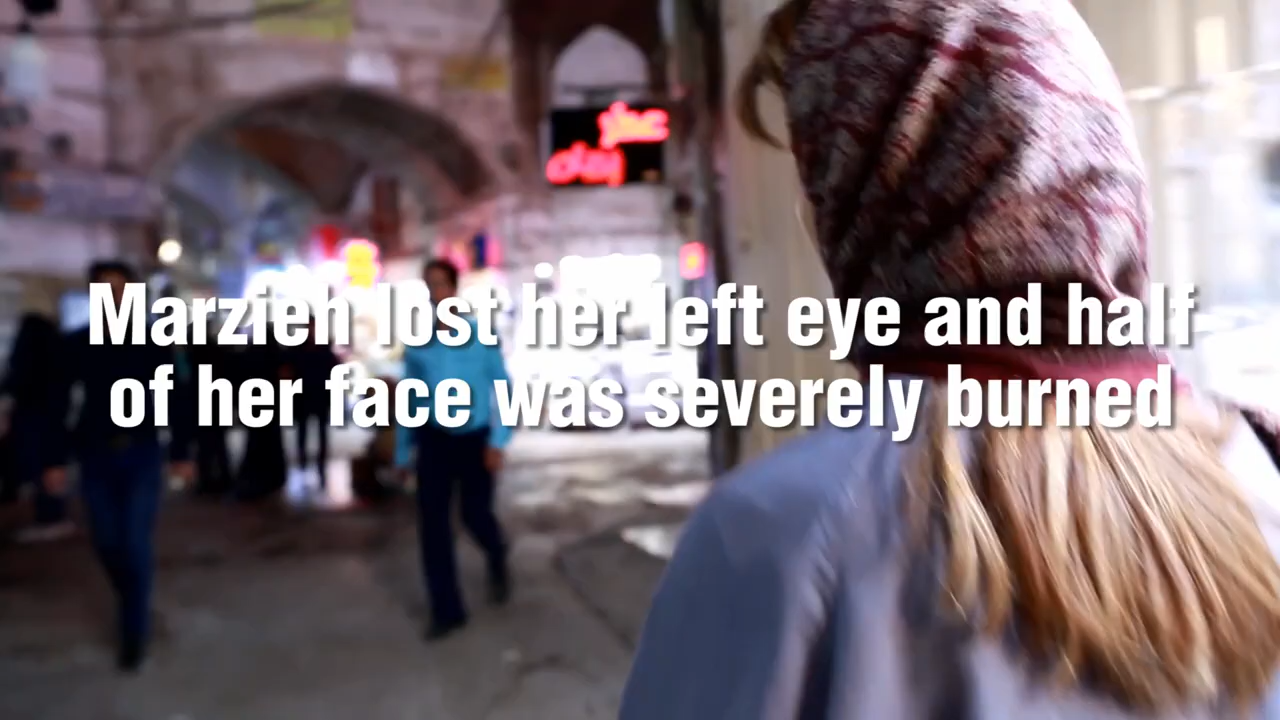 Marzieh lost her left eye and half
of her face was severely burned